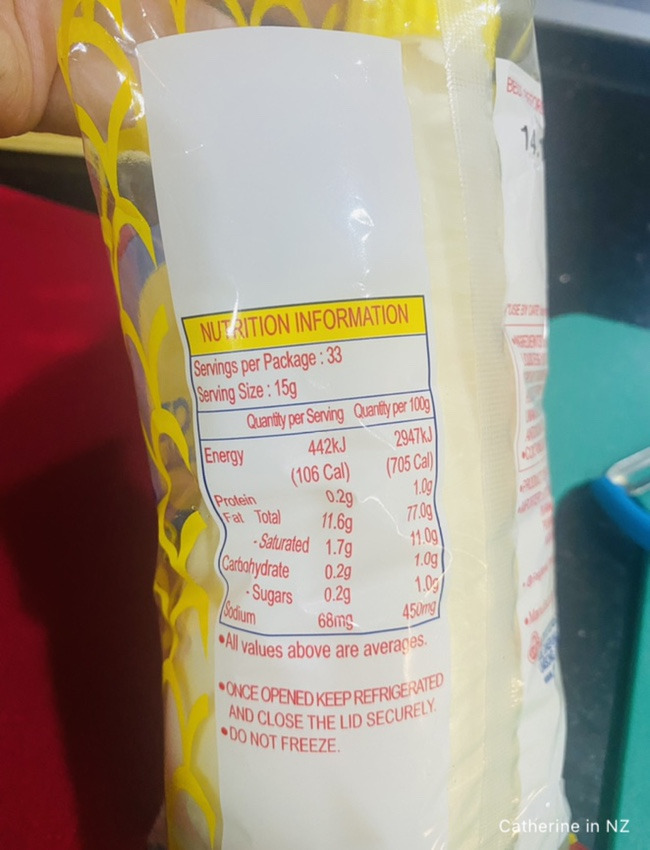 NUTRITION INFORMATION
Servings per Package : 33
Serving Size : 15g
Quantity per Serving Quantity per 100g
Energy 442kJ 2947kJ
(106 Cal) (705 Cal)
Protein 0.2g 1.0g
Fat Total 11.6g 77.0g
- Saturated 1.7g 11.0g
Carbohydrate 0.2g 1.0g
- Sugars 0.2g 1.0g
Sodium 68mg 450mg
•All values above are averages.
•ONCE OPENED KEEP REFRIGERATED
AND CLOSE THE LID SECURELY.
•DO NOT FREEZE.
14.
Catherine in NZ